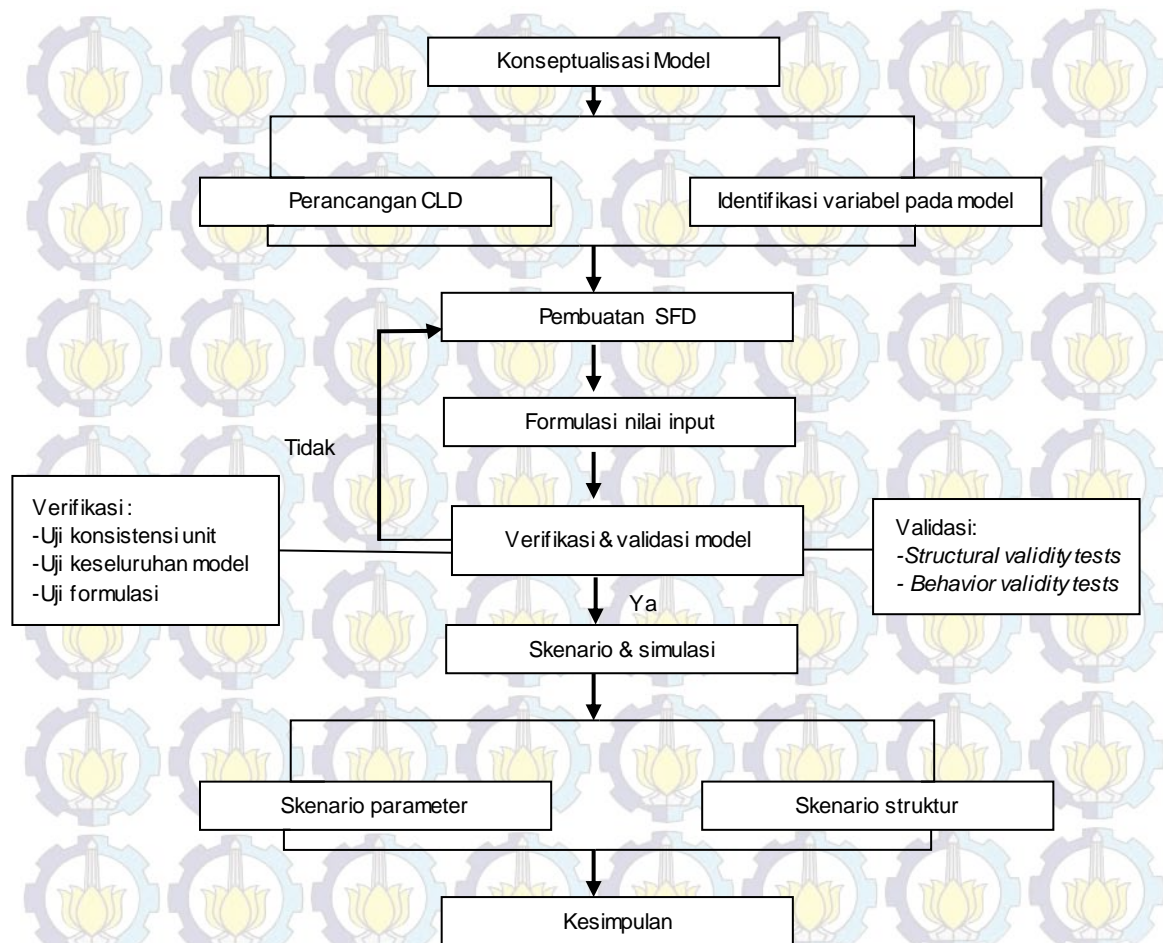 Konseptualisasi Model
Perancangan CLD
Identifikasi variabel pada model
Pembuatan SFD
Formulasi nilai input
Tidak
Verifikasi :
-Uji konsistensi unit
-Uji keseluruhan model
-Uji formulasi
Verifikasi & validasi model
Validasi:
-Structural validity tests
- Behavior validity tests
Ya
Skenario & simulasi
Skenario parameter
Skenario struktur
Kesimpulan